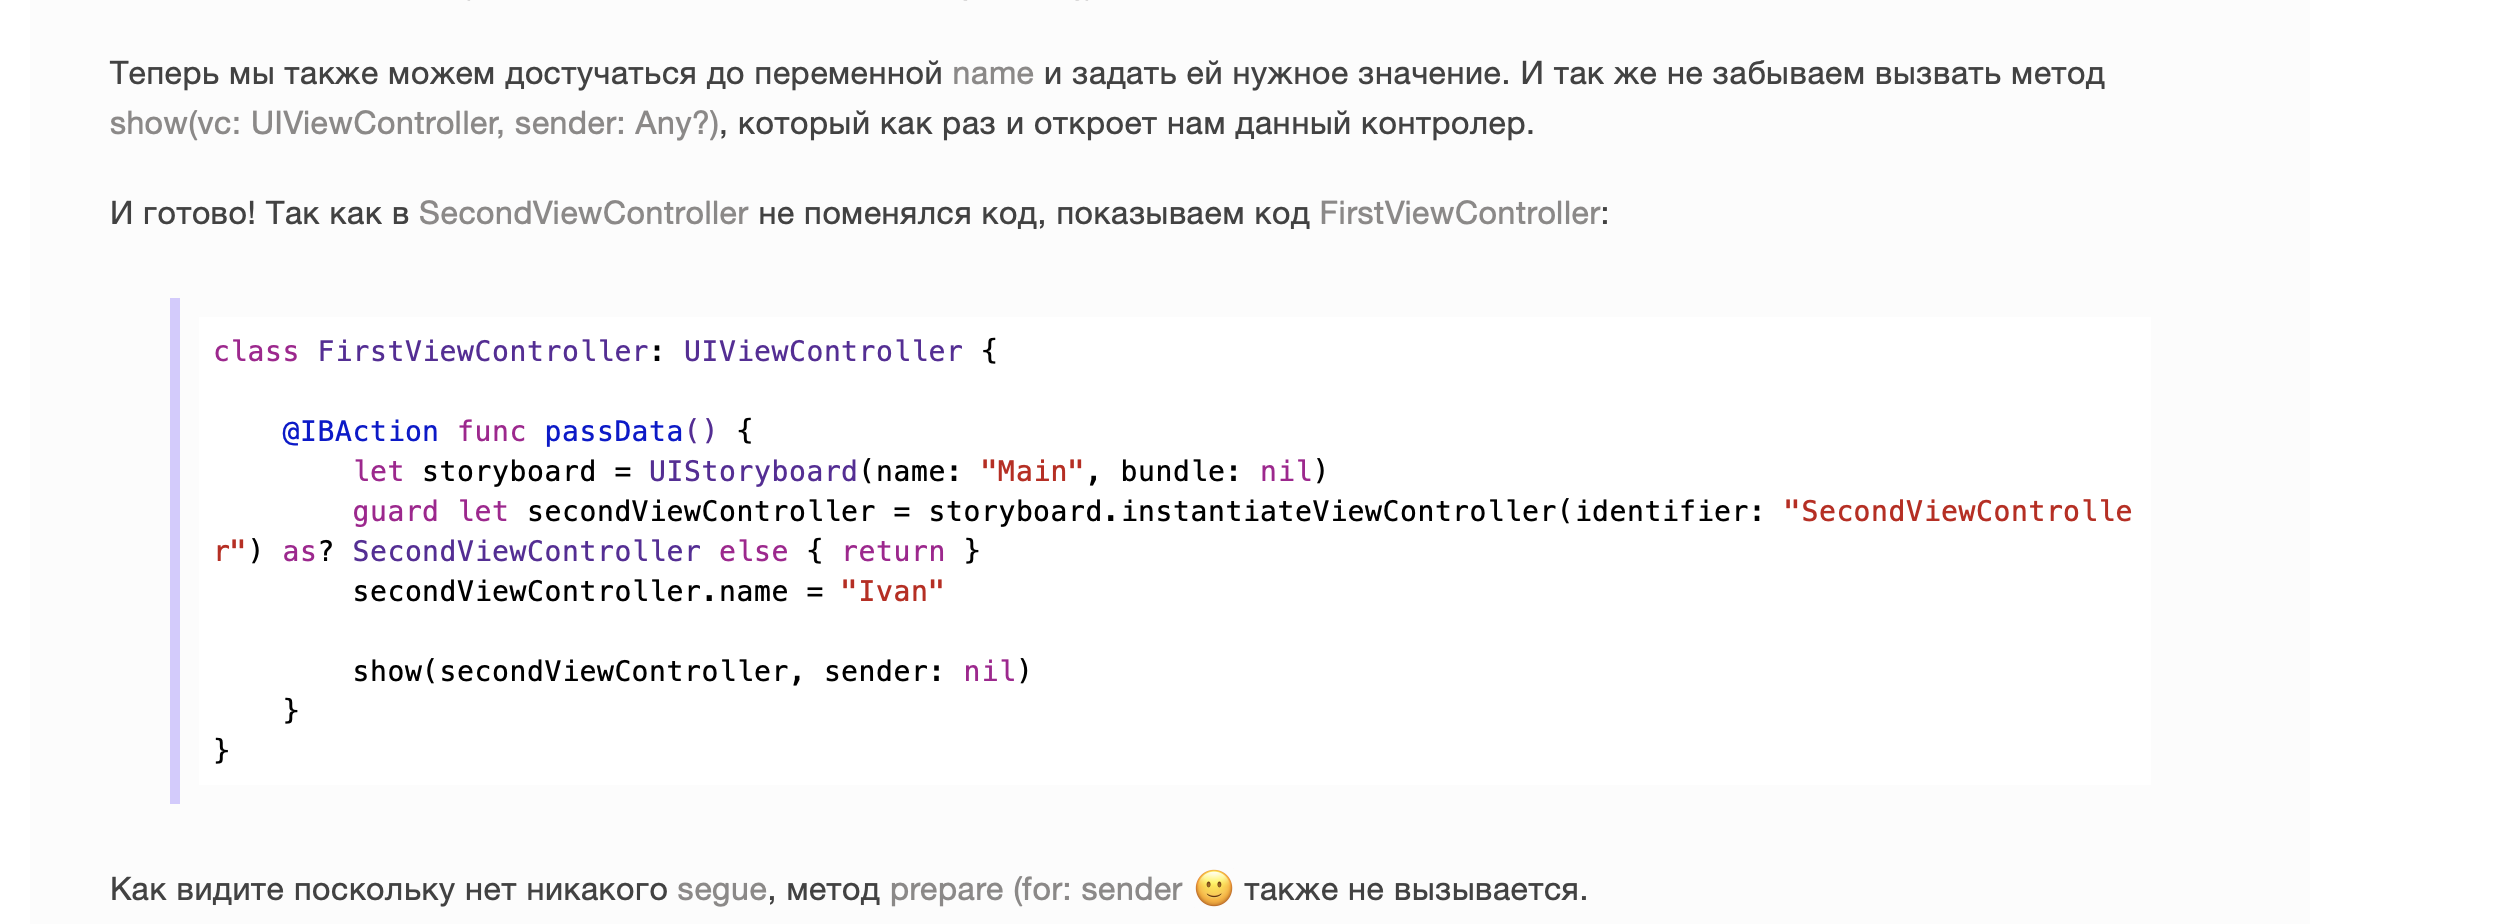 Теперь мы также можем достучаться до переменной name и задать ей нужное значение. И так же не забываем вызвать метод
show(vc: UIViewController, sender: Any?), который как раз и откроет нам данный контролер.
И готово! Так как в SecondViewController не поменялся код, показываем код FirstViewController:
class FirstViewController: UIViewController {
@IBAction func passData() {
let storyboard = UIStoryboard(name: "Main", bundle: nil)
guard let secondViewController = storyboard.instantiateViewController(identifier: "SecondViewControlle
r") as? SecondViewController else { return }
secondViewController.name = "Ivan"
show(secondViewController, sender: nil)
}
}
Как видите поскольку нет никакого segue, метод prepare (for: sender 🙂 также не вызывается.